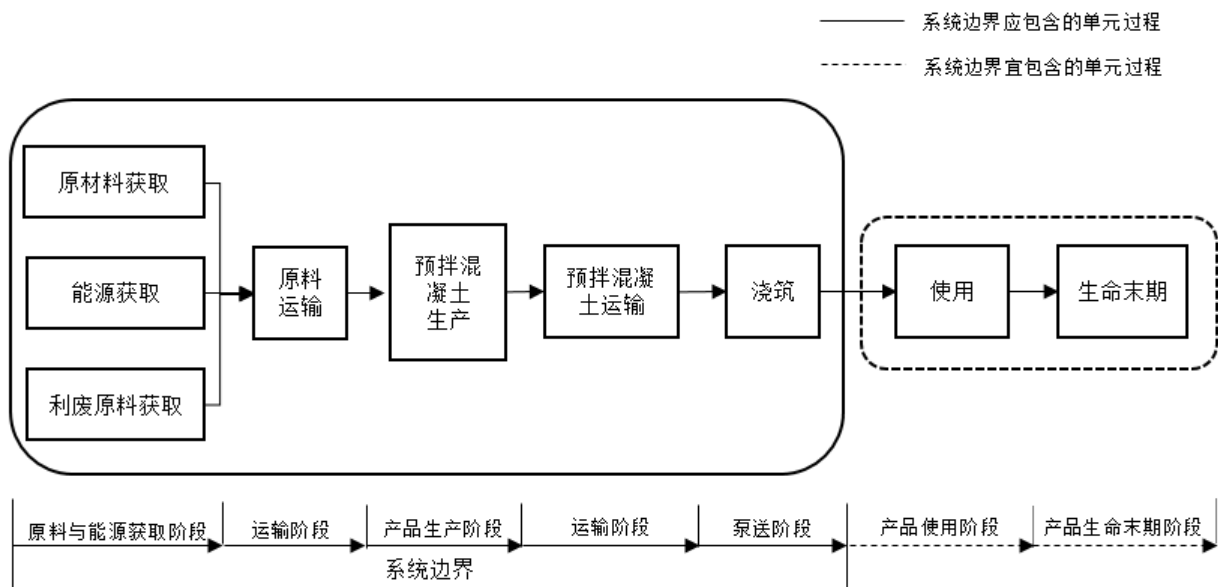 系统边界应包含的单元过程
系统边界宜包含的单元过程
原材料获取
能源获取
利废原料获取
原料
运输
预拌混
凝土
生产
预拌混凝
土运输
浇筑
使用
生命末期
原料与能源获取阶段
运输阶段
产品生产阶段
运输阶段
泵送阶段
产品使用阶段
产品生命末期阶段
系统边界